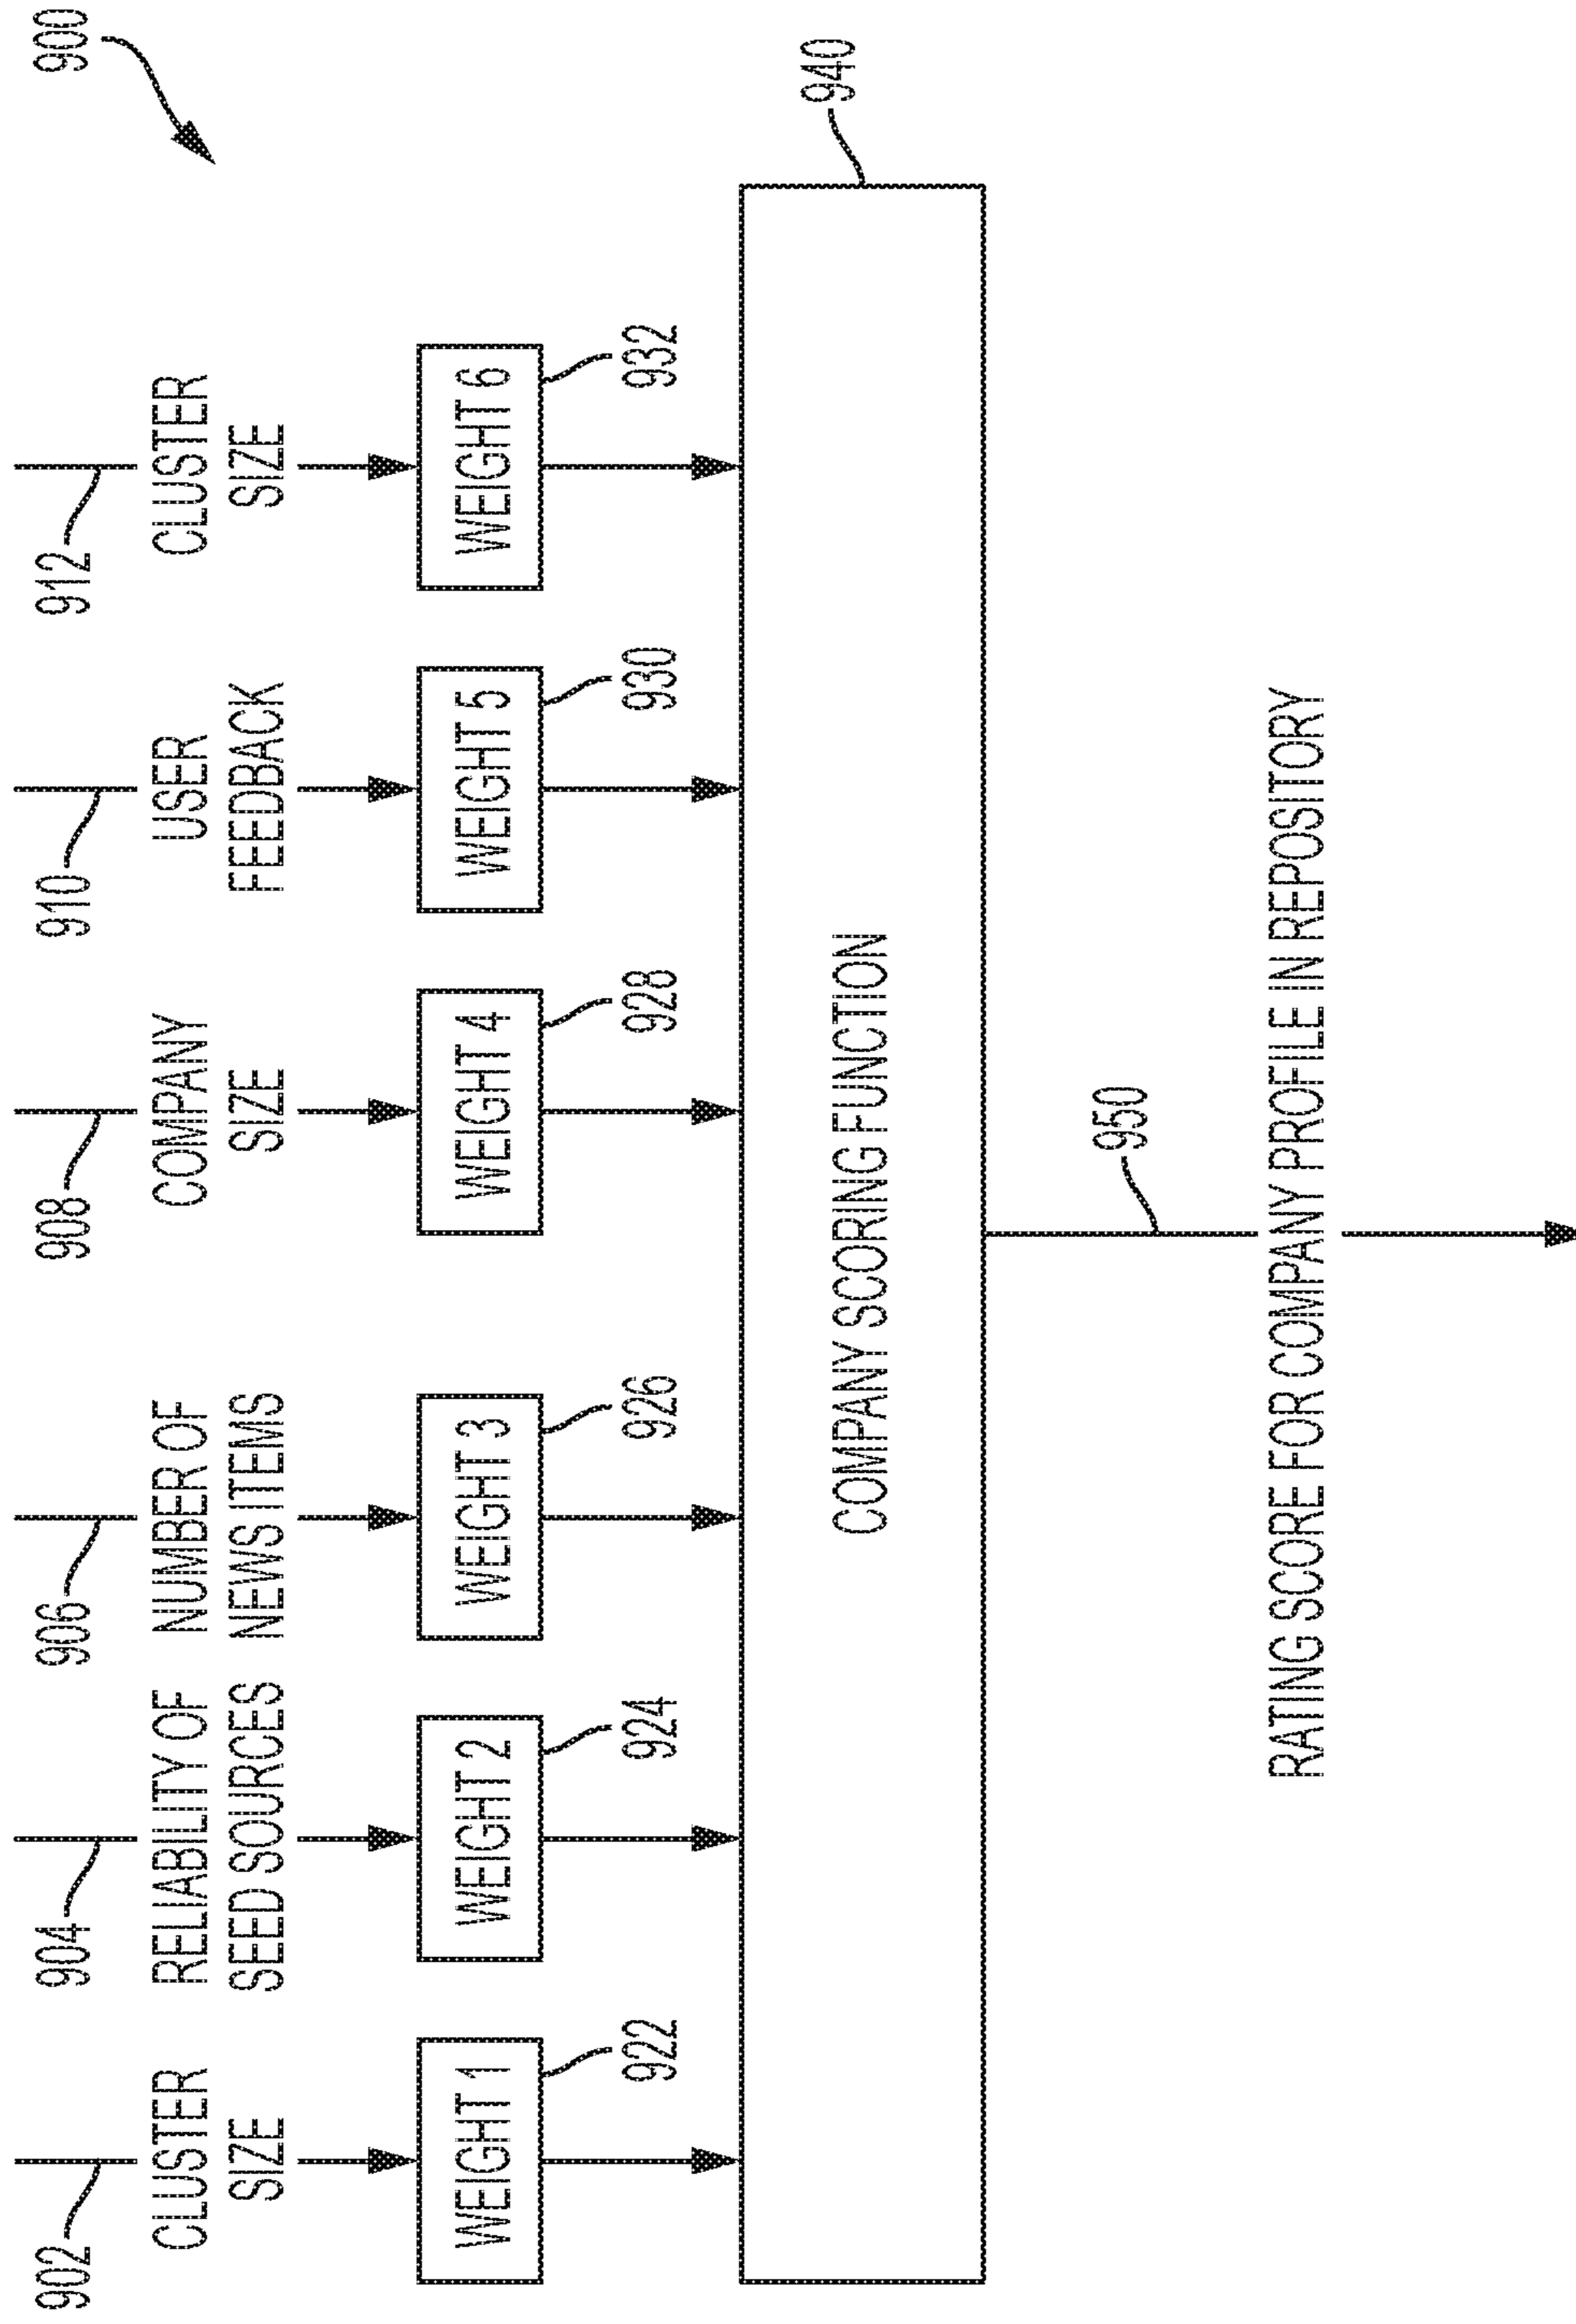 900
902
904
906
908
910
912
CLUSTER
SIZE
RELIABILITY OF
SEED SOURCES
NUMBER OF
NEWS ITEMS
COMPANY
SIZE
USER
FEEDBACK
CLUSTER
SIZE
WEIGHT 1
WEIGHT 2
WEIGHT 3
WEIGHT 4
WEIGHT 5
WEIGHT 6
922
924
926
928
930
932
940
COMPANY SCORING FUNCTION
950
RATING SCORE FOR COMPANY PROFILE IN REPOSITORY